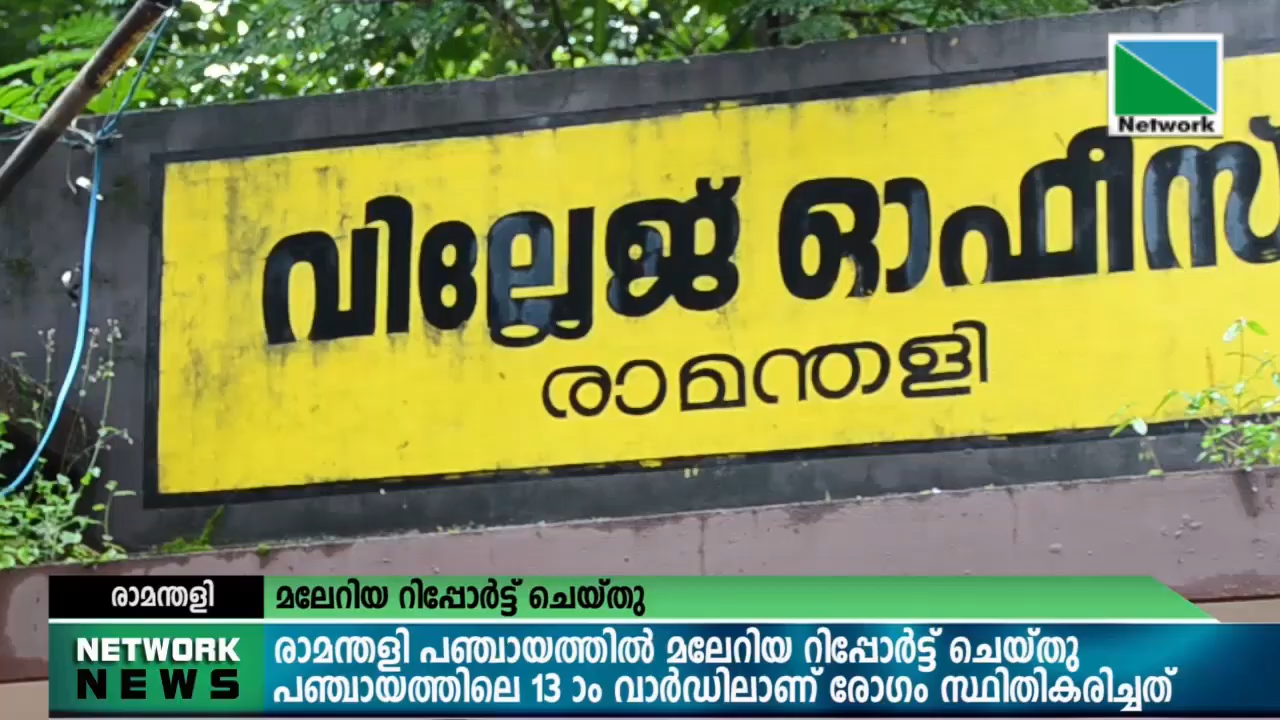 Network
വില്ലേജ് ഓഫീസ്
രാമന്തളി
രാമന്തളി
മലേറിയ റിപ്പോർട്ട് ചെയ്തു
NETWORK NEWS
രാമന്തളി പഞ്ചായത്തിൽ മലേറിയ റിപ്പോർട്ട് ചെയ്തു
പഞ്ചായത്തിലെ 13 ാം വാർഡിലാണ് രോഗം സ്ഥിതികരിച്ചത്